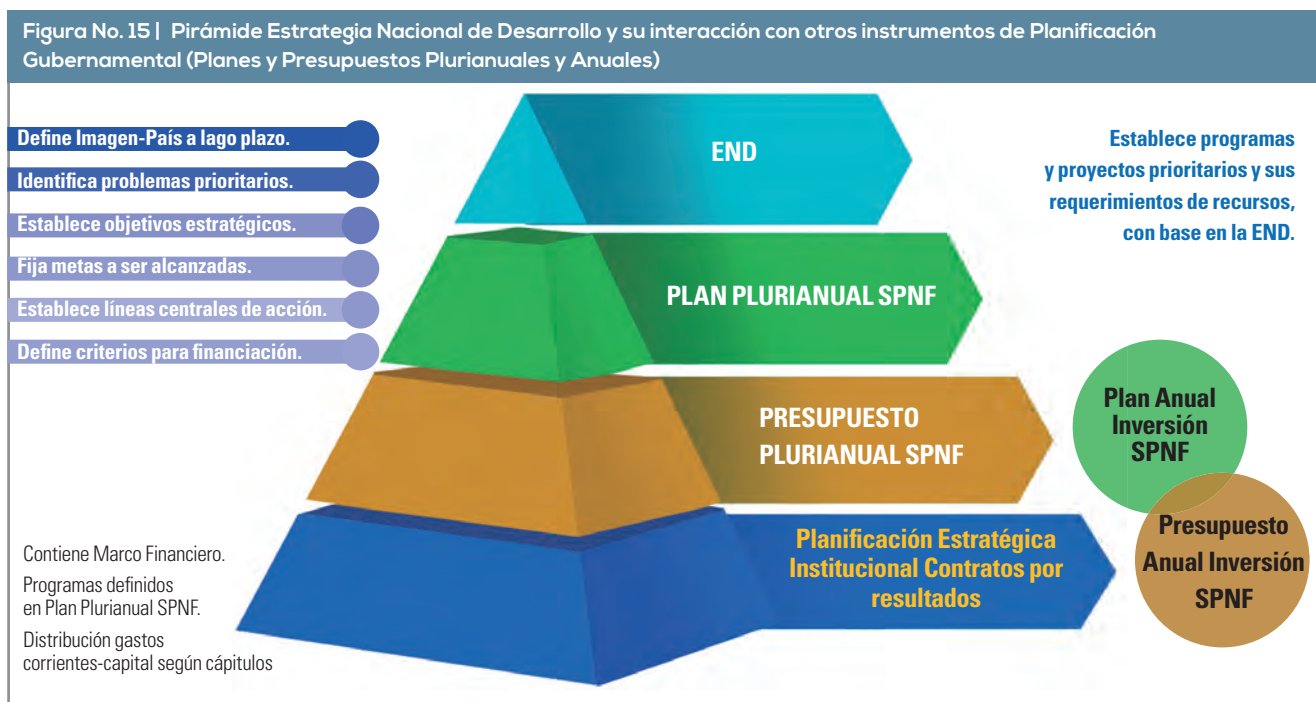 Figura No. 15 | Pirámide Estrategia Nacional de Desarrollo y su interacción con otros instrumentos de Planificación
Gubernamental (Planes y Presupuestos Plurianuales y Anuales)
Define Imagen-País a lago plazo.
Identifica problemas prioritarios.
Establece objetivos estratégicos.
Fija metas a ser alcanzadas.
Establece líneas centrales de acción.
Define criterios para financiación.
END
Establece programas
y proyectos prioritarios y sus
requerimientos de recursos,
con base en la END.
PLAN PLURIANUAL SPNF
PRESUPUESTO
PLURIANUAL SPNF
Plan Anual
Inversión
SPNF
Presupuesto
Anual Inversión
SPNF
Planificación Estratégica
Institucional Contratos por
resultados
Contiene Marco Financiero.
Programas definidos
en Plan Plurianual SPNF.
Distribución gastos
corrientes-capital según cápitulos